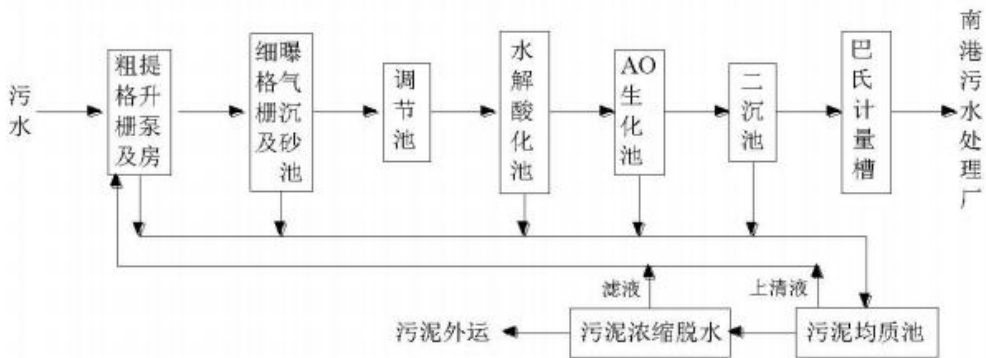 污水
粗格栅及提升泵房
细格栅及曝气沉砂池
调节池
水解酸化池
AO生化池
二沉池
巴氏计量槽
南港污水处理厂
滤液
上清液
污泥外运
污泥浓缩脱水
污泥均质池